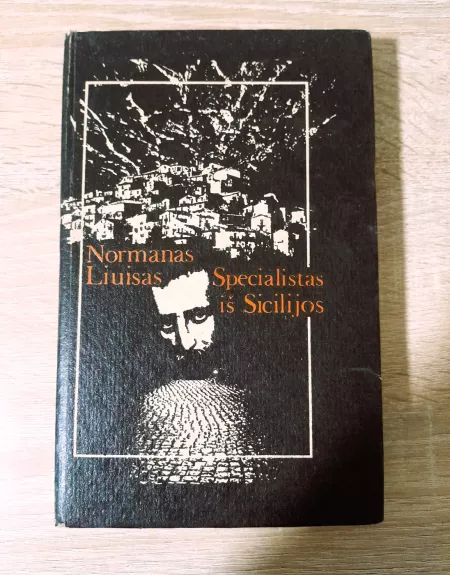 Normanas
Liuisas
Specialistas
iš Sicilijos